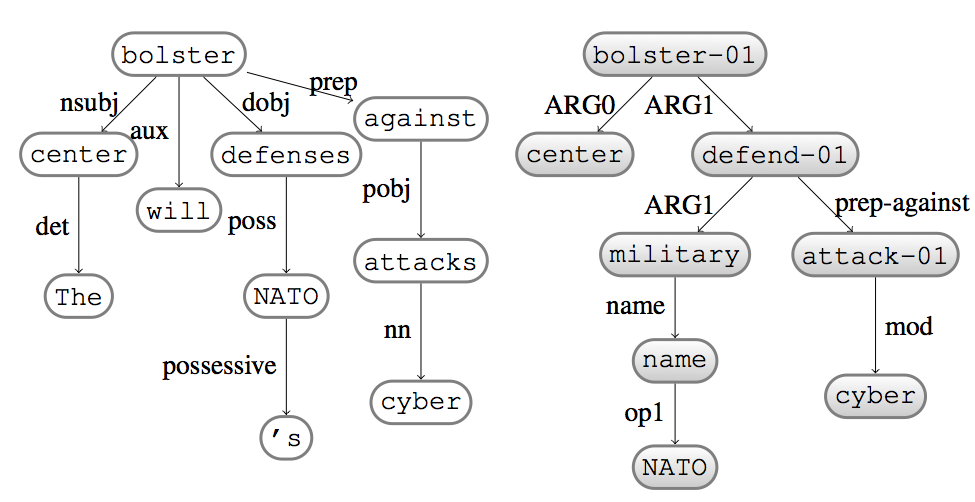 bolster
nsubj
aux
dobj
prep
center
will
defenses
against
det
poss
pobj
The
NATO
attacks
possessive
nn
's
cyber
bolster-01
ARG0
ARG1
center
defend-01
ARG1
prep-against
military
attack-01
name
mod
name
cyber
op1
NATO